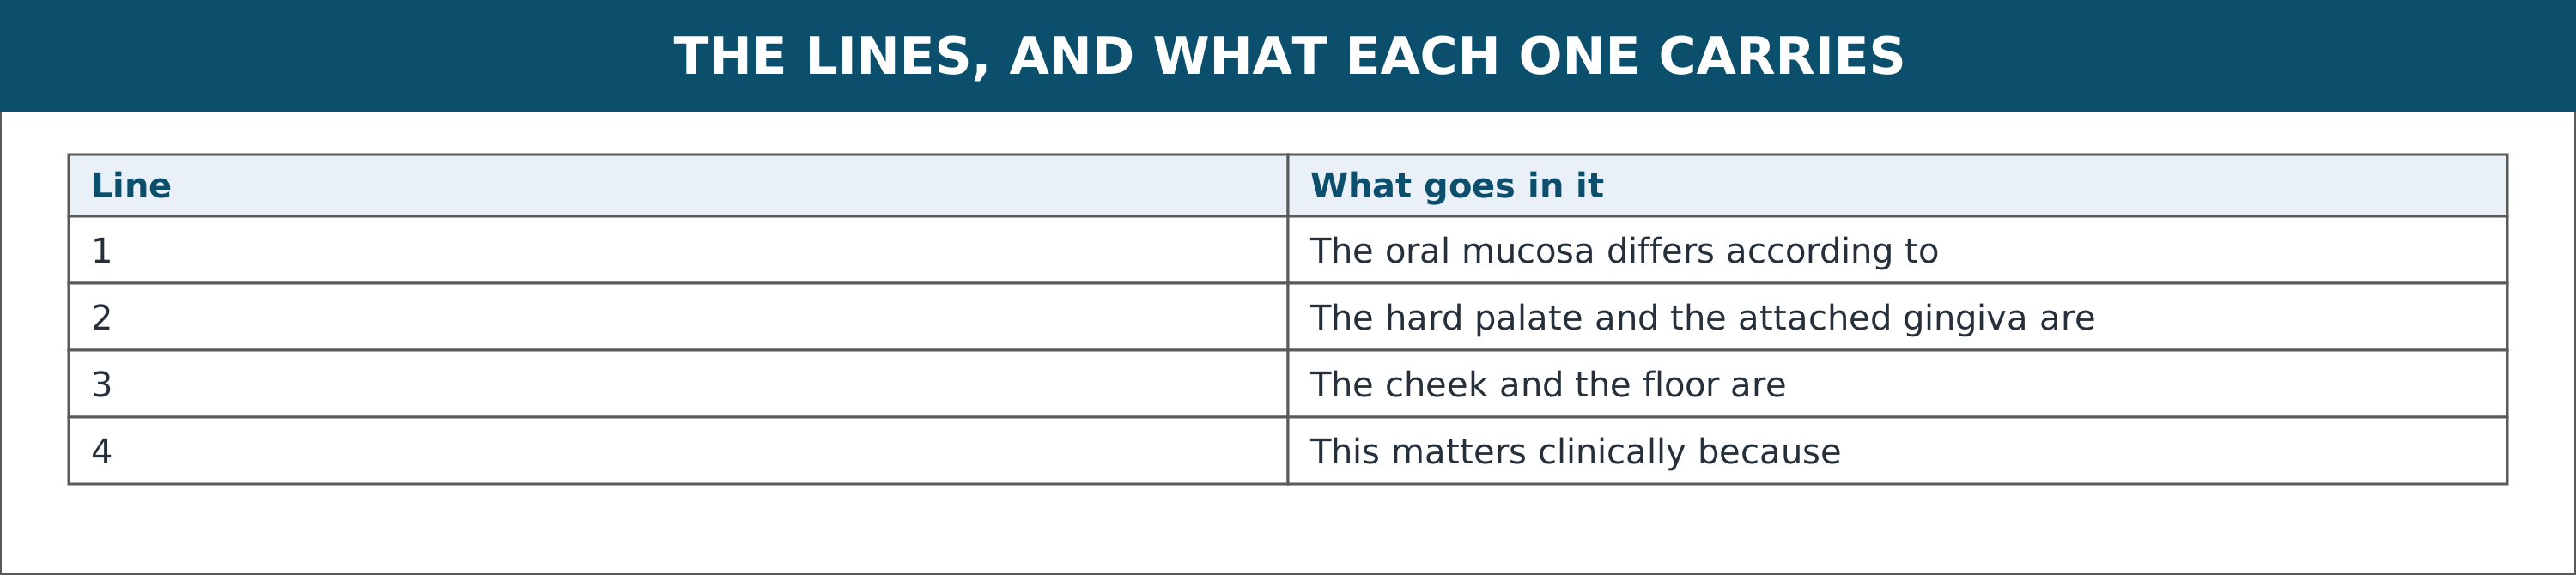 THE LINES, AND WHAT EACH ONE CARRIES
Line What goes in it
1 The oral mucosa differs according to
2 The hard palate and the attached gingiva are
3 The cheek and the floor are
4 This matters clinically because